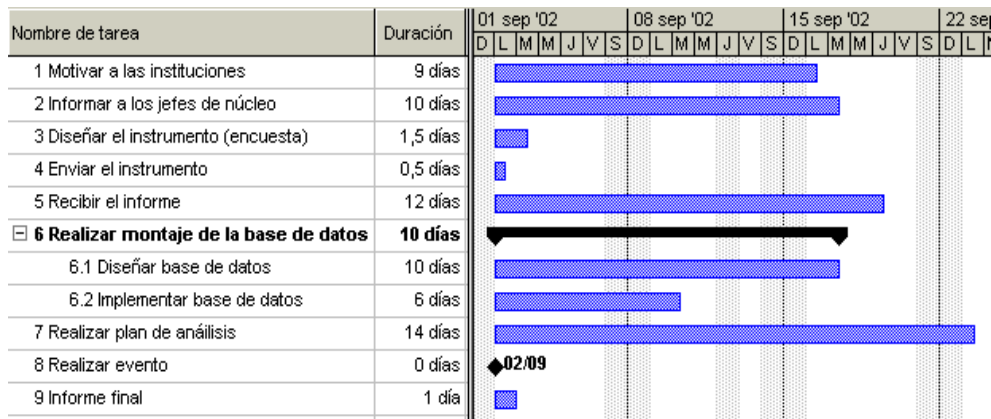 Nombre de tarea Duración 01 sep '02 08 sep '02 15 sep '02 22 se
D L M M J V S D L M M J V S D L M M J V S D L
1 Motivar a las instituciones 9 días
2 Informar a los jefes de núcleo 10 días
3 Diseñar el instrumento (encuesta) 1,5 días
4 Enviar el instrumento 0,5 días
5 Recibir el informe 12 días
6 Realizar montaje de la base de datos 10 días
6.1 Diseñar base de datos 10 días
6.2 Implementar base de datos 6 días
7 Realizar plan de análisis 14 días
8 Realizar evento 0 días 02/09
9 Informe final 1 día